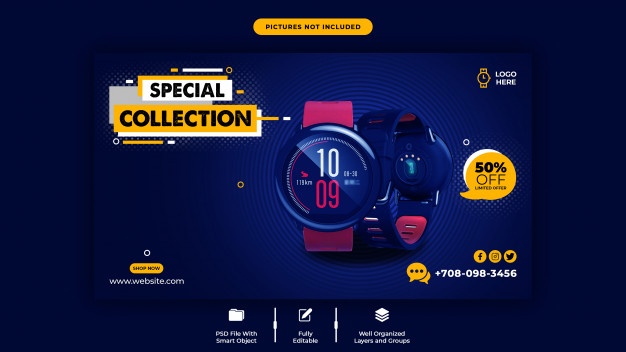 PICTURES NOT INCLUDED
SPECIAL
COLLECTION
LOGO
HERE
10
09
08-30
118km
50%
OFF
LIMITED OFFER
SHOP NOW
www.website.com
+708-098-3456
PSD File With
Smart Object
Fully
Editable
Well Organized
Layers and Groups